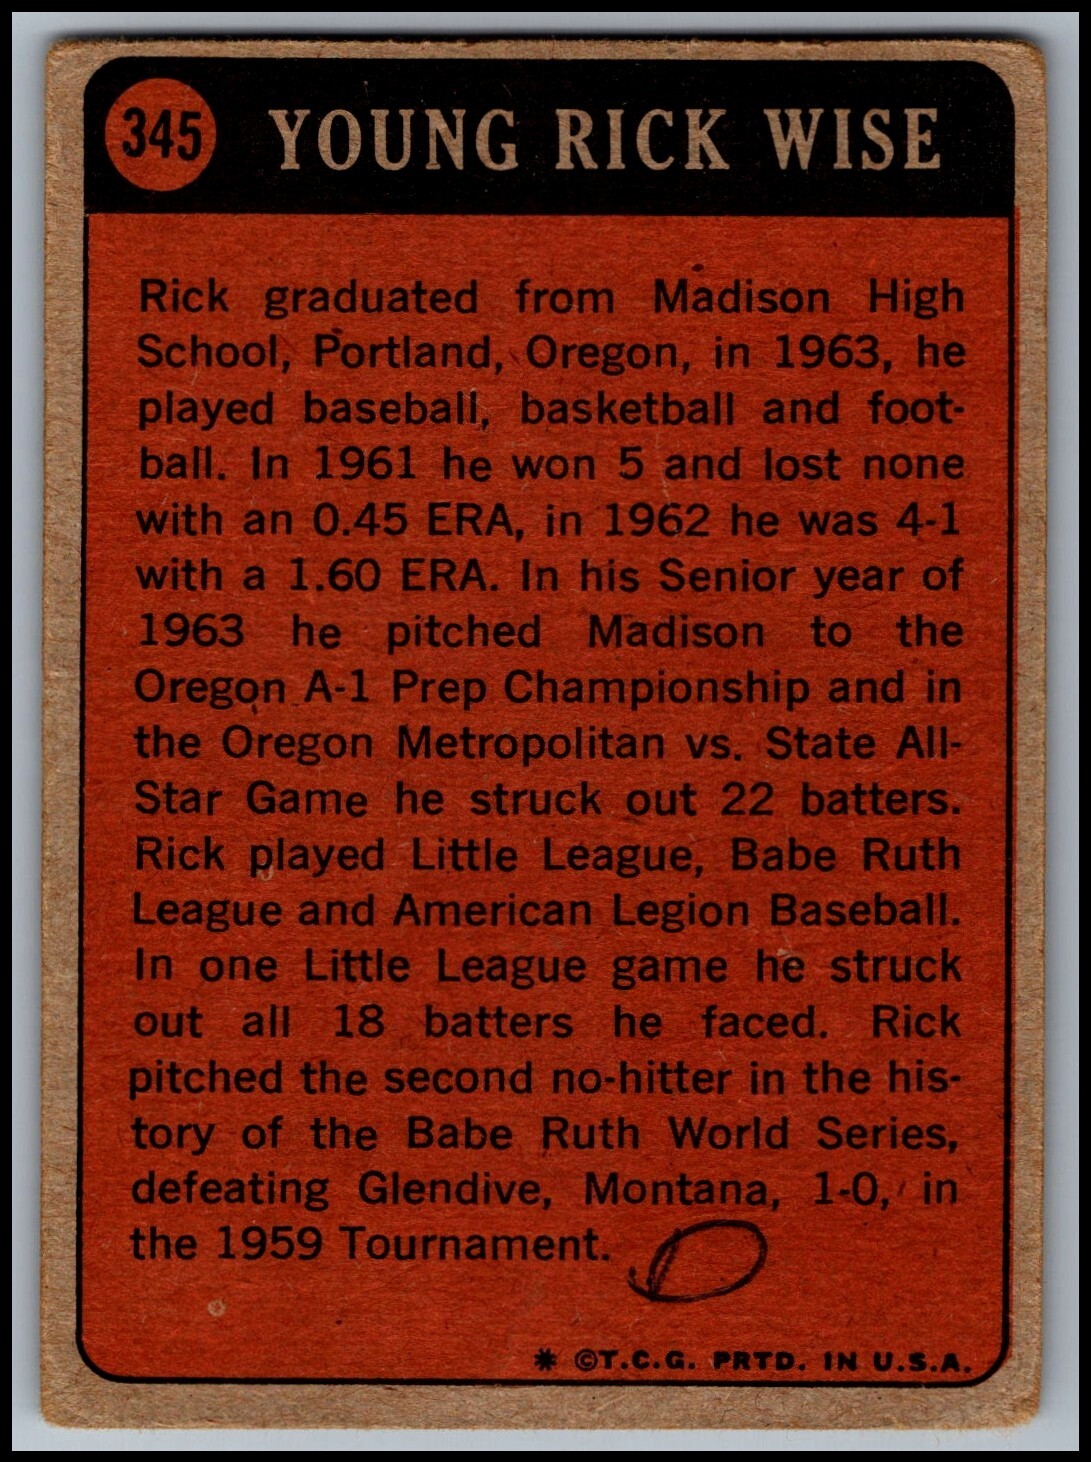 345 YOUNG RICK WISE
Rick graduated from Madison High
School, Portland, Oregon, in 1963, he
played baseball, basketball and foot-
ball. In 1961 he won 5 and lost none
with an 0.45 ERA, in 1962 he was 4-1
with a 1.60 ERA. In his Senior year of
1963 he pitched Madison to the
Oregon A-1 Prep Championship and in
the Oregon Metropolitan vs. State All-
Star Game he struck out 22 batters.
Rick played Little League, Babe Ruth
League and American Legion Baseball.
In one Little League game he struck
out all 18 batters he faced. Rick
pitched the second no-hitter in the his-
tory of the Babe Ruth World Series,
defeating Glendive, Montana, 1-0, in
the 1959 Tournament.
* ©T.C.G. PRTD. IN U.S.A.